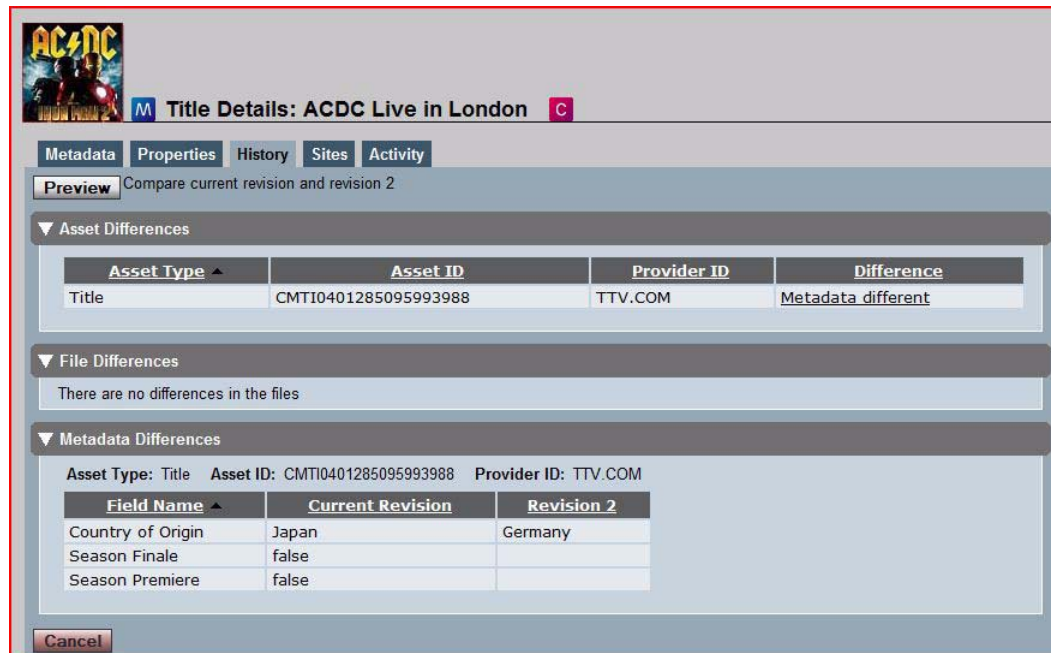 AC DC
IRON MAN 2
M Title Details: ACDC Live in London C
Metadata Properties History Sites Activity
Preview Compare current revision and revision 2
Asset Differences
Asset Type Asset ID Provider ID Difference
Title CMTI0401285095993988 TTV.COM Metadata different
File Differences
There are no differences in the files
Metadata Differences
Asset Type: Title Asset ID: CMTI0401285095993988 Provider ID: TTV.COM
Field Name Current Revision Revision 2
Country of Origin Japan Germany
Season Finale false
Season Premiere false
Cancel